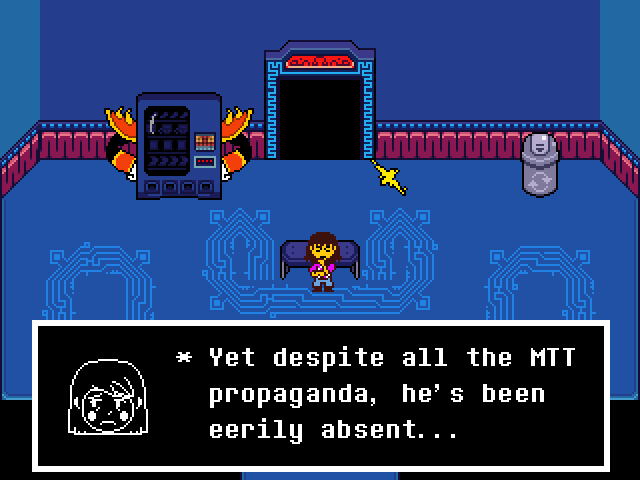 * Yet despite all the MTT
propaganda, he's been
eerily absent...